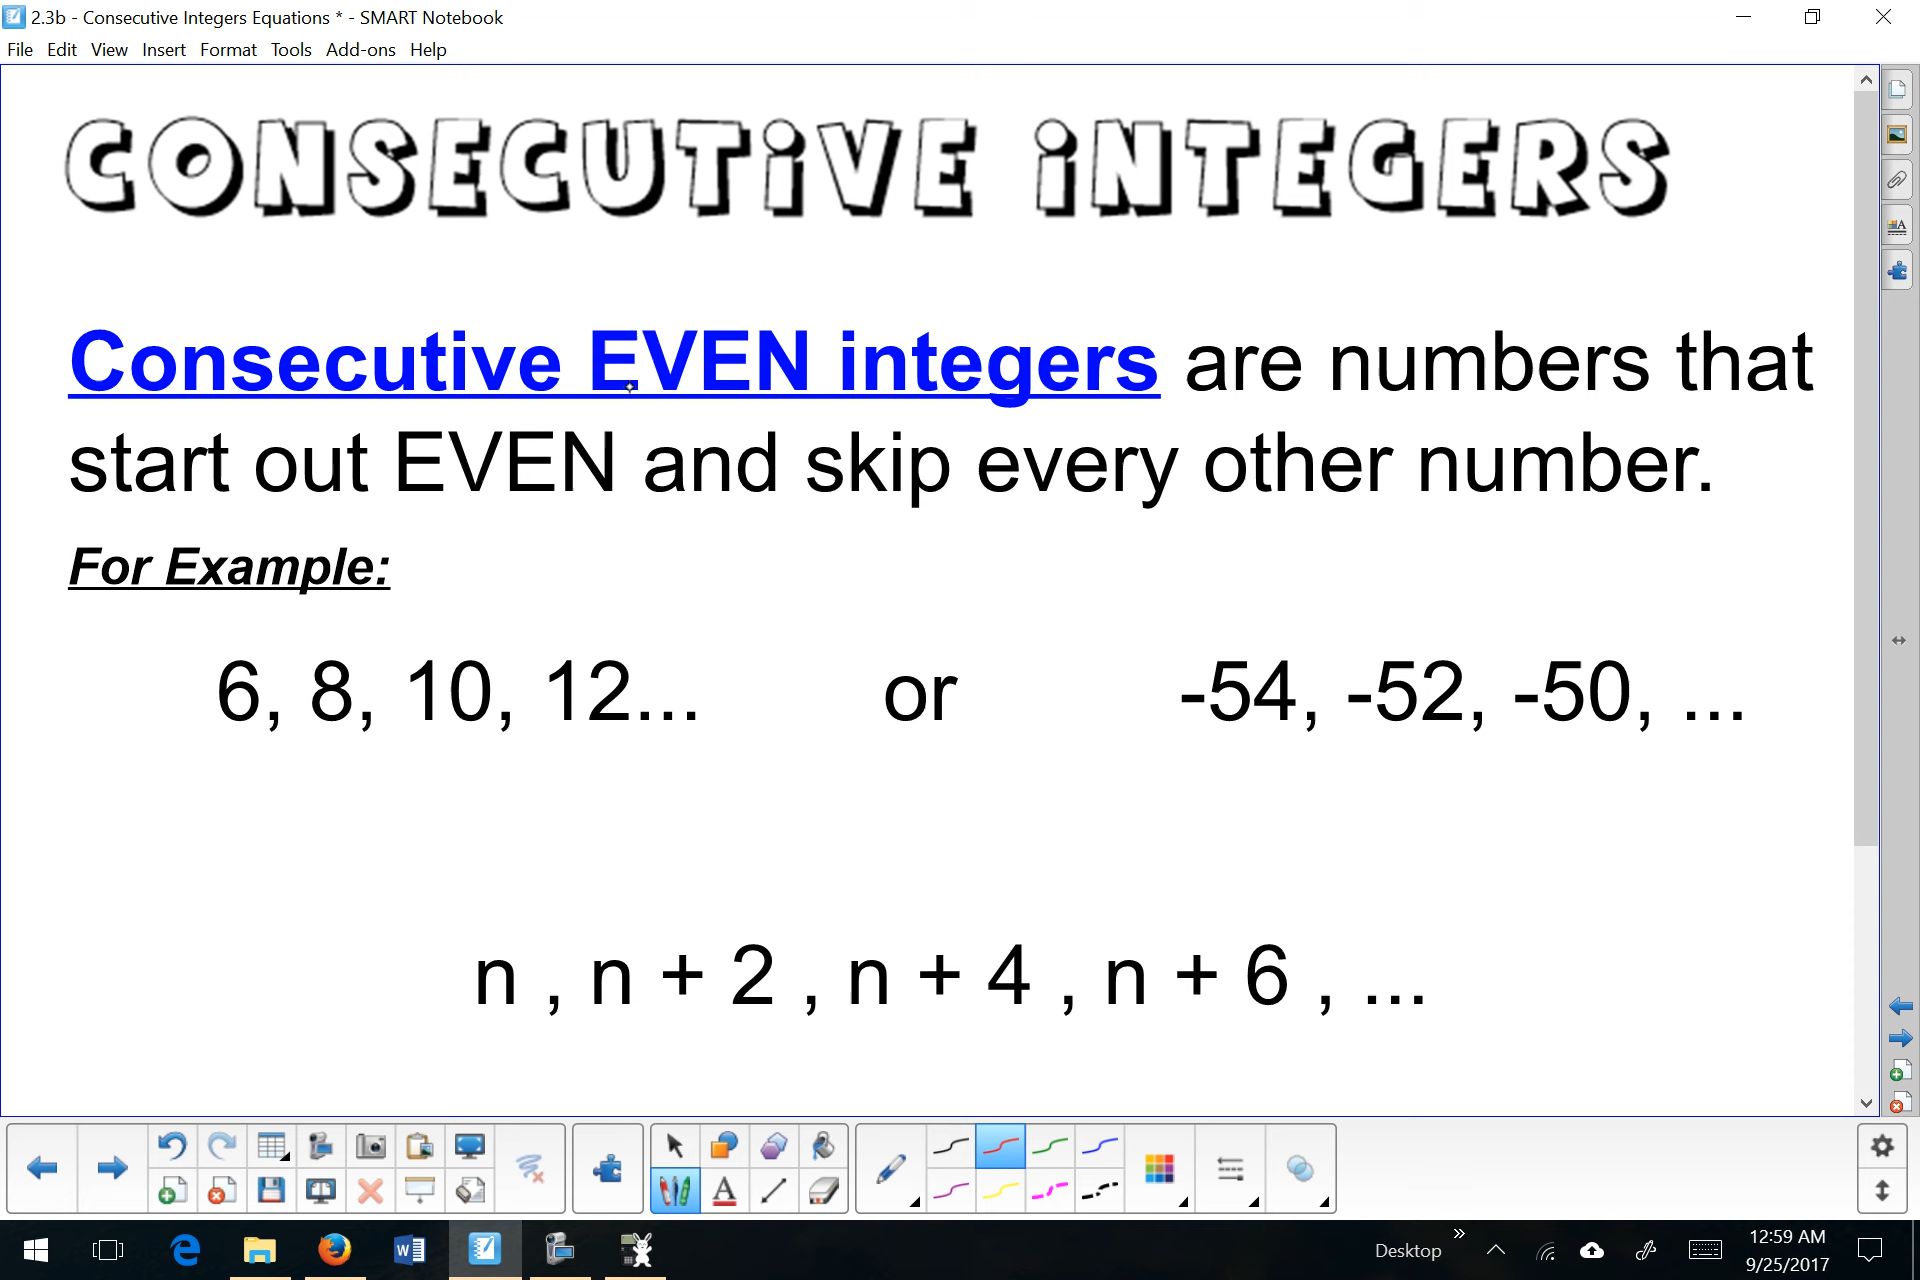 2.3b - Consecutive Integers Equations * - SMART Notebook
File Edit View Insert Format Tools Add-ons Help
CONSECUTIVE INTEGERS
Consecutive EVEN integers are numbers that
start out EVEN and skip every other number.
For Example:
6, 8, 10, 12... or -54, -52, -50, ...
n , n + 2 , n + 4 , n + 6 , ...
Desktop
12:59 AM
9/25/2017